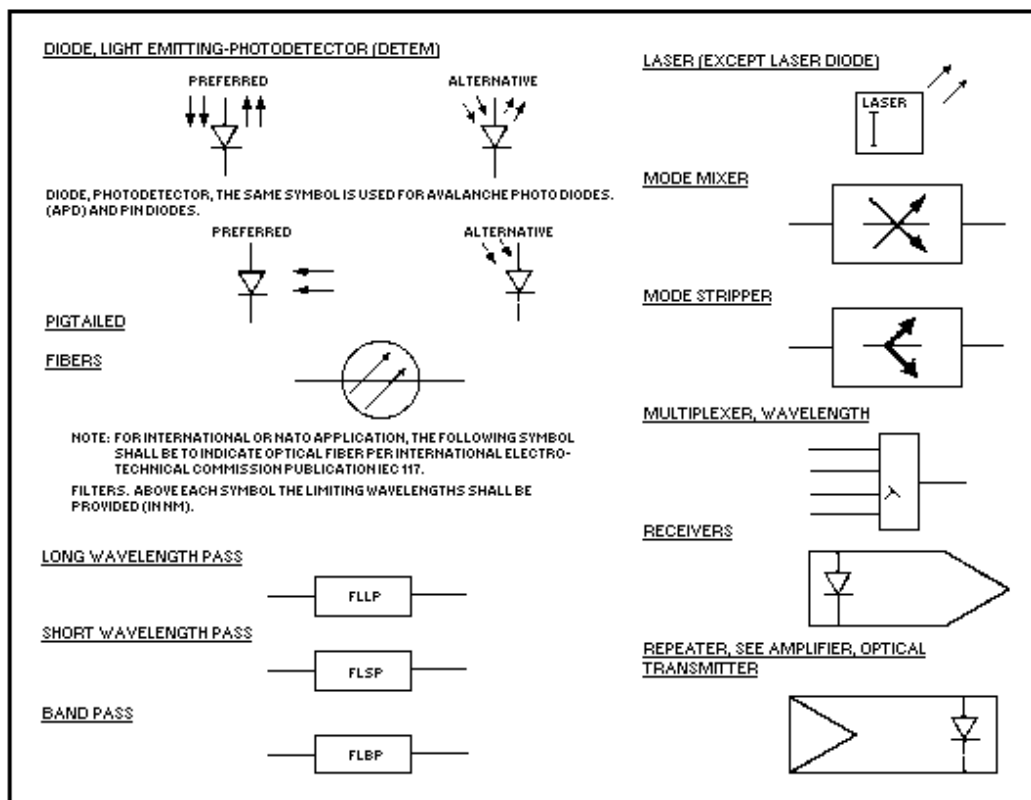 DIODE, LIGHT EMITTING-PHOTODETECTOR (DETEM)
PREFERRED
ALTERNATIVE
DIODE, PHOTODETECTOR, THE SAME SYMBOL IS USED FOR AVALANCHE PHOTO DIODES.
(APD) AND PIN DIODES.
PREFERRED
ALTERNATIVE
PIGTAILED
FIBERS
NOTE: FOR INTERNATIONAL OR NATO APPLICATION, THE FOLLOWING SYMBOL
SHALL BE TO INDICATE OPTICAL FIBER PER INTERNATIONAL ELECTRO-
TECHNICAL COMMISSION PUBLICATION IEC 117.
FILTERS. ABOVE EACH SYMBOL THE LIMITING WAVELENGTHS SHALL BE
PROVIDED (IN NM).
LONG WAVELENGTH PASS
FLLP
SHORT WAVELENGTH PASS
FLSP
BAND PASS
FLBP
LASER (EXCEPT LASER DIODE)
LASER
MODE MIXER
MODE STRIPPER
MULTIPLEXER, WAVELENGTH
RECEIVERS
REPEATER, SEE AMPLIFIER, OPTICAL
TRANSMITTER